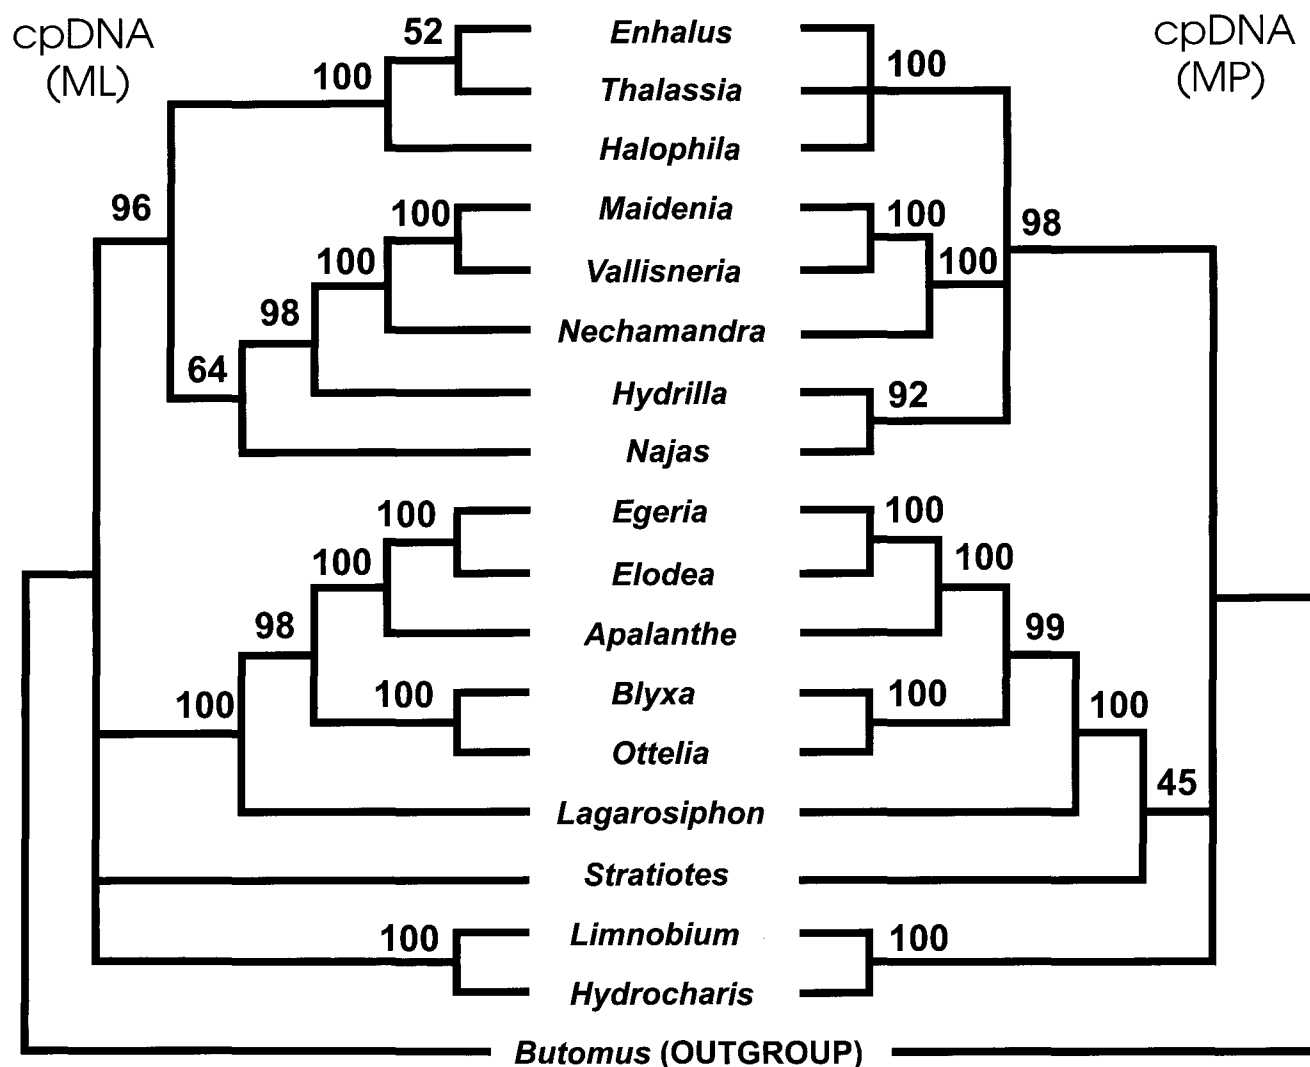 cpDNA
(ML)
cpDNA
(MP)
52 Enhalus
100 Thalassia 100
Halophila
96 100 Maidenia 100 98
100 Vallisneria 100
98 Nechamandra
64 Hydrilla 92
Najas
100 Egeria 100
100 Elodea 100
98 Apalanthe 99
100 100 Blyxa 100 100
Ottelia
Lagarosiphon 45
Stratiotes
100 Limnobium 100
Hydrocharis
Butomus (OUTGROUP)